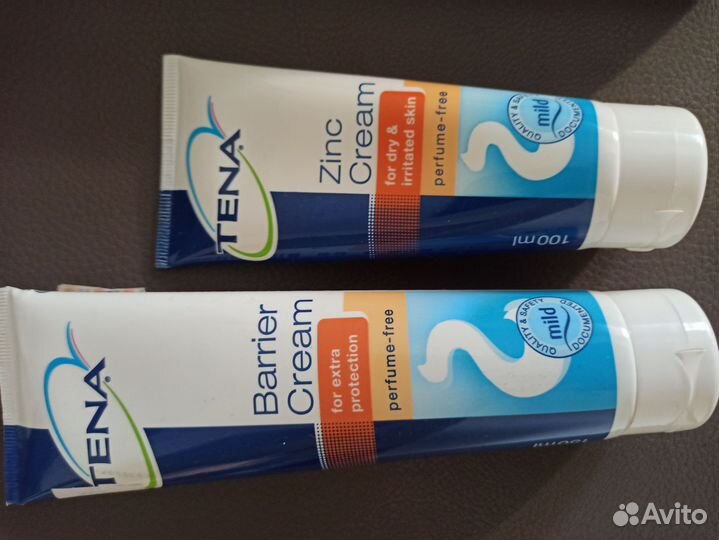 TENA
Zinc
Cream
for dry &
irritated skin
perfume-free
QUALITY & SAFETY
mild
DOCUMENTED
100ml
TENA
Barrier
Cream
for extra
protection
perfume-free
QUALITY & SAFETY
mild
DOCUMENTED
150ml
Avito